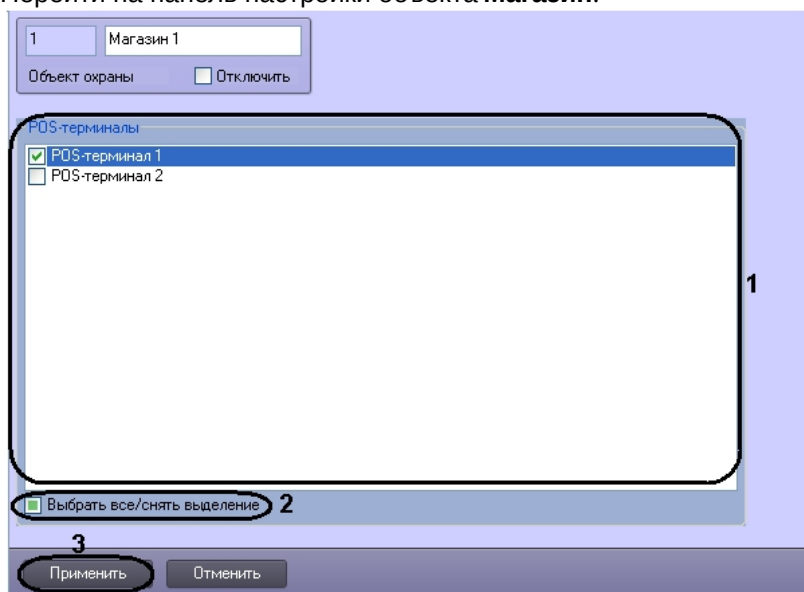 Перейти на панель настройки объекта Магазин.
1 Магазин 1
Объект охраны Отключить
POS-терминалы
POS-терминал 1
POS-терминал 2
1
Выбрать все/снять выделение 2
3
Применить Отменить